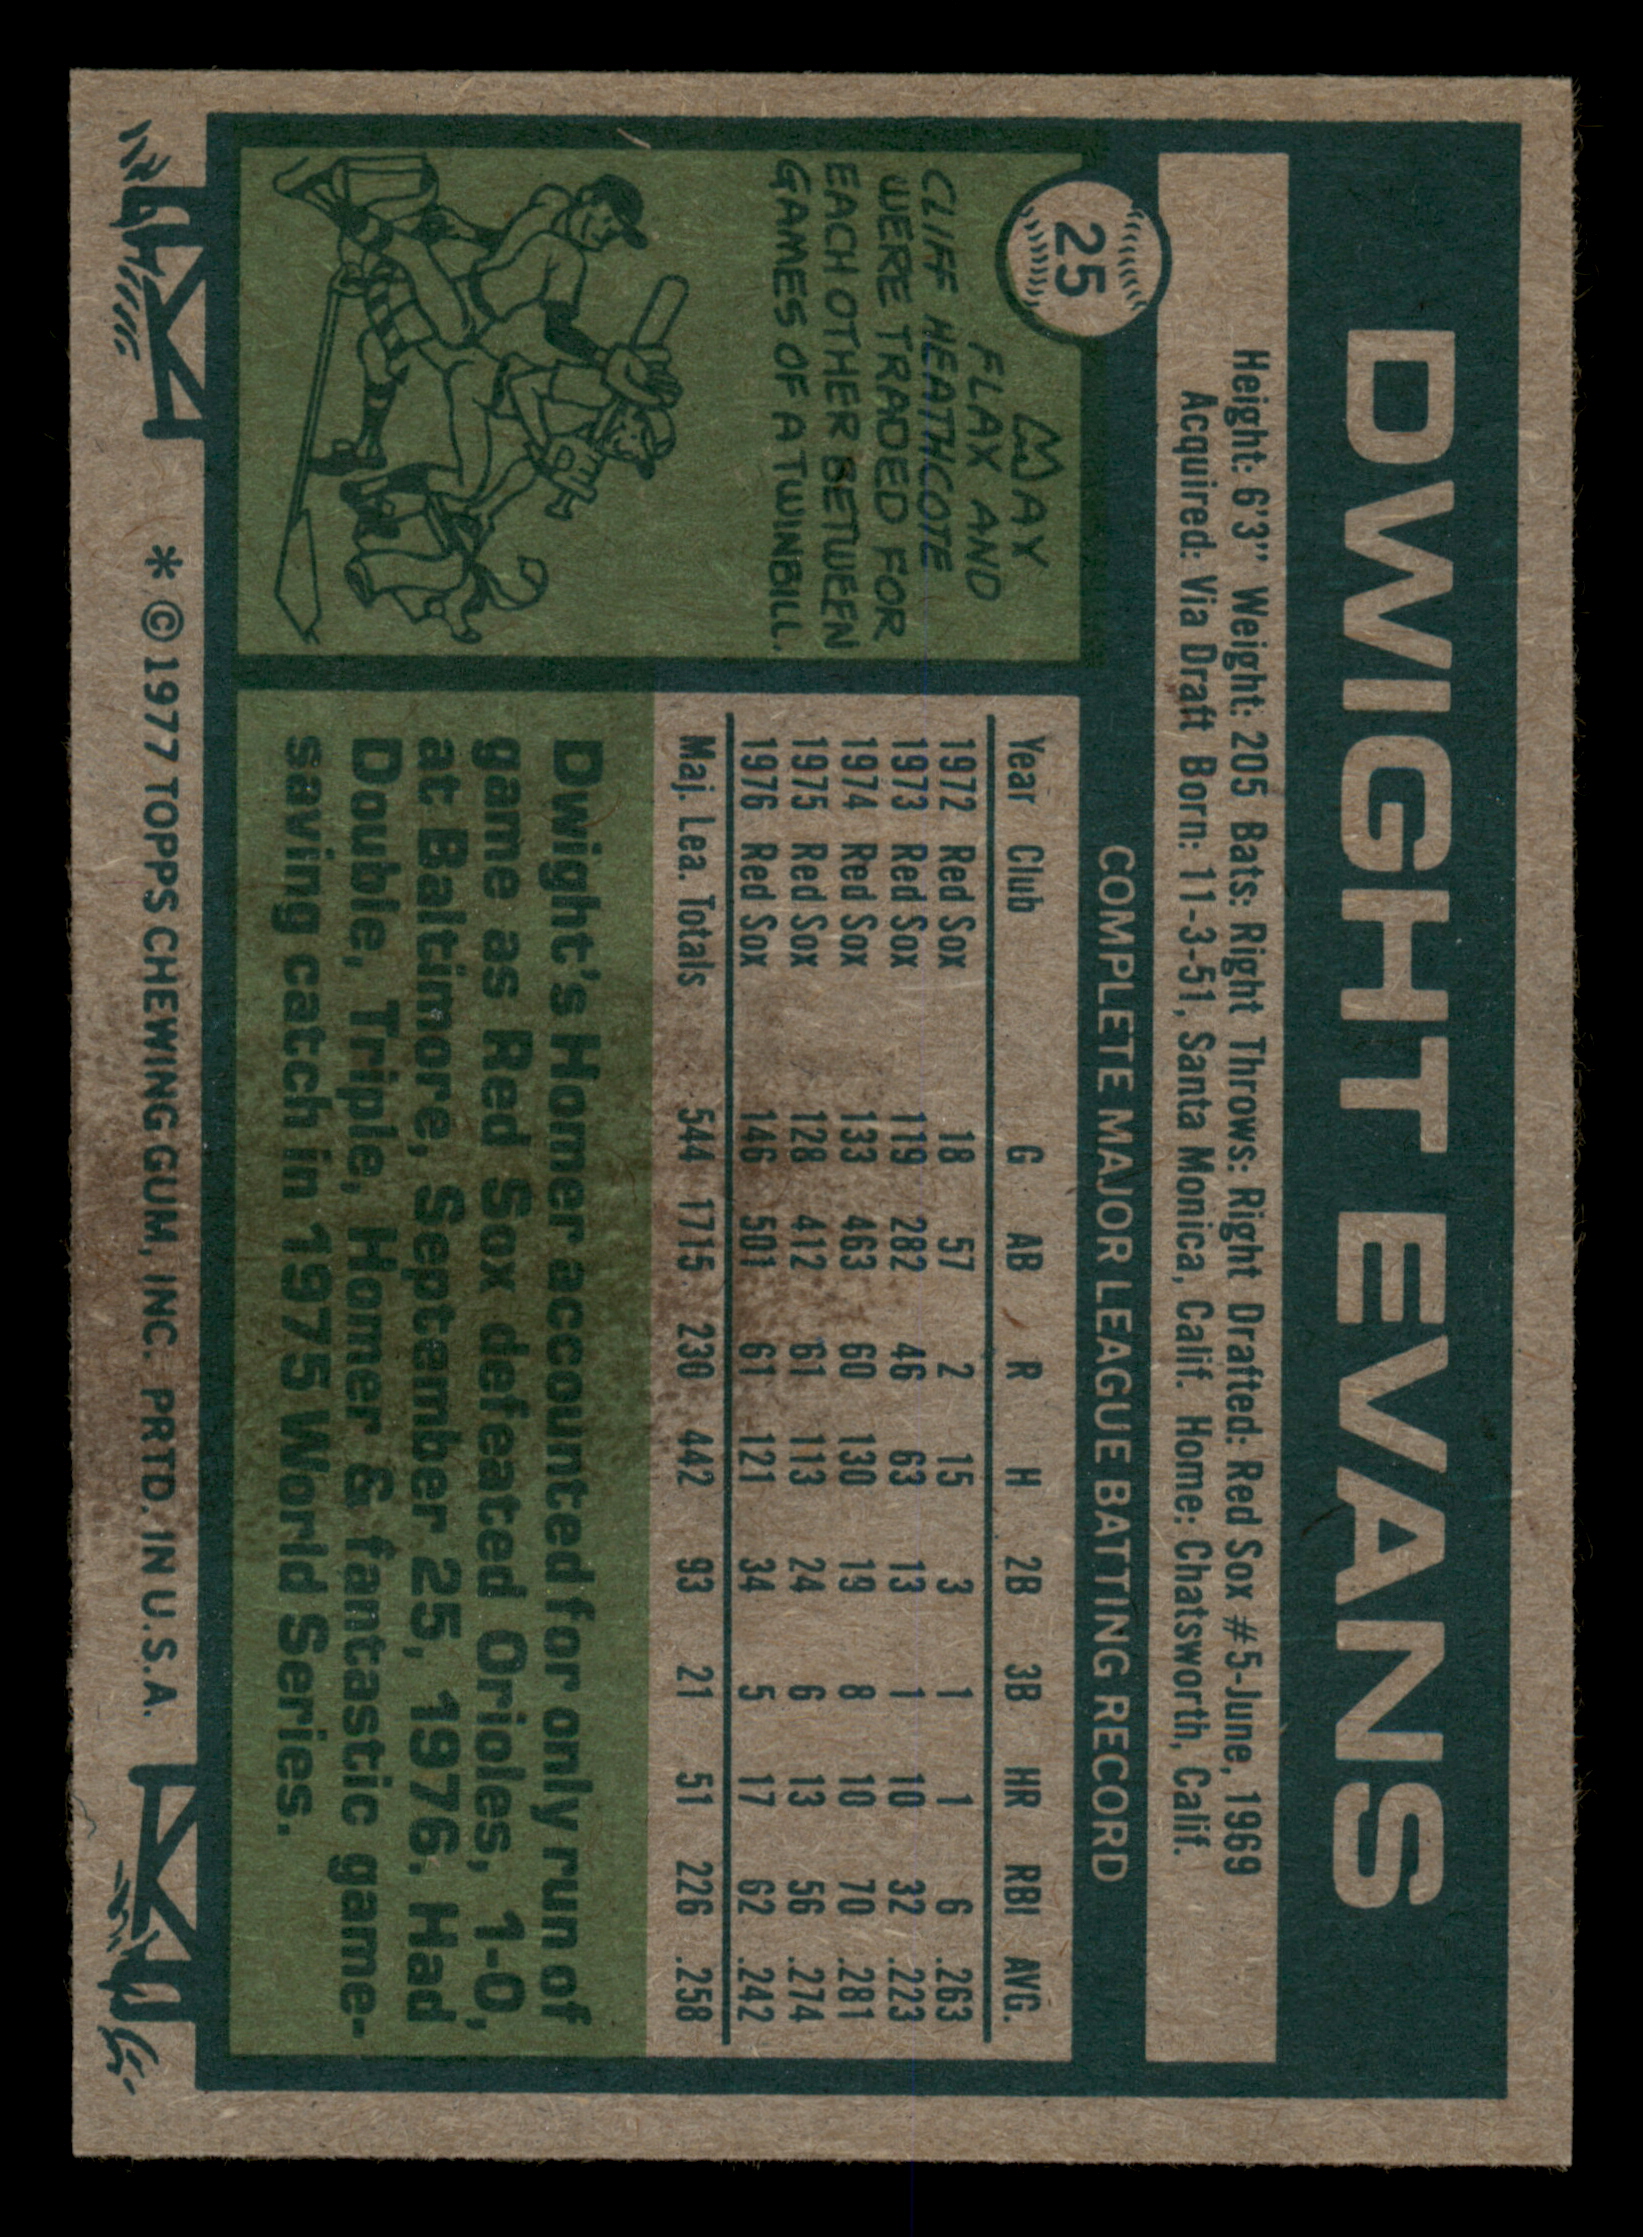 DWIGHT EVANS
Height: 6'3" Weight: 205 Bats: Right Throws: Right Drafted: Red Sox #5-June, 1969
Acquired: Via Draft Born: 11-3-51, Santa Monica, Calif. Home: Chatsworth, Calif.
25
MAY
FLAX AND
CLIFF HEATHCOTE
WERE TRADED FOR
EACH OTHER BETWEEN
GAMES OF A TWINBILL.
COMPLETE MAJOR LEAGUE BATTING RECORD
Year Club G AB R H 2B 3B HR RBI AVG.
1972 Red Sox 18 57 2 15 3 1 1 6 .263
1973 Red Sox 119 282 46 63 13 1 10 32 .223
1974 Red Sox 133 463 60 130 19 8 10 70 .281
1975 Red Sox 128 412 61 113 24 6 13 56 .274
1976 Red Sox 146 501 61 121 34 5 17 62 .242
Maj. Lea. Totals 544 1715 230 442 93 21 51 226 .258
Dwight's Homer accounted for only run of
game as Red Sox defeated Orioles, 1-0,
at Baltimore, September 25, 1976. Had
Double, Triple, Homer & fantastic game-
saving catch in 1975 World Series.
* © 1977 TOPPS CHEWING GUM, INC. PRTD. IN U.S.A.